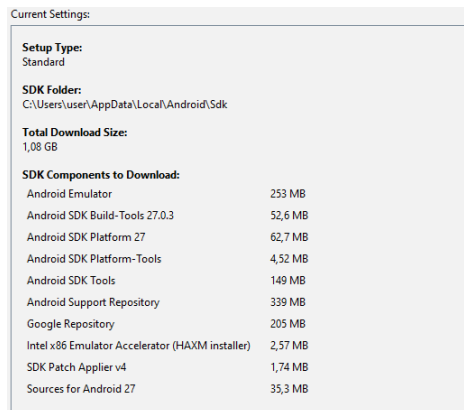 Current Settings:
Setup Type:
Standard
SDK Folder:
C:\Users\user\AppData\Local\Android\Sdk
Total Download Size:
1,08 GB
SDK Components to Download:
Android Emulator 253 MB
Android SDK Build-Tools 27.0.3 52,6 MB
Android SDK Platform 27 62,7 MB
Android SDK Platform-Tools 4,52 MB
Android SDK Tools 149 MB
Android Support Repository 339 MB
Google Repository 205 MB
Intel x86 Emulator Accelerator (HAXM installer) 2,57 MB
SDK Patch Applier v4 1,74 MB
Sources for Android 27 35,3 MB